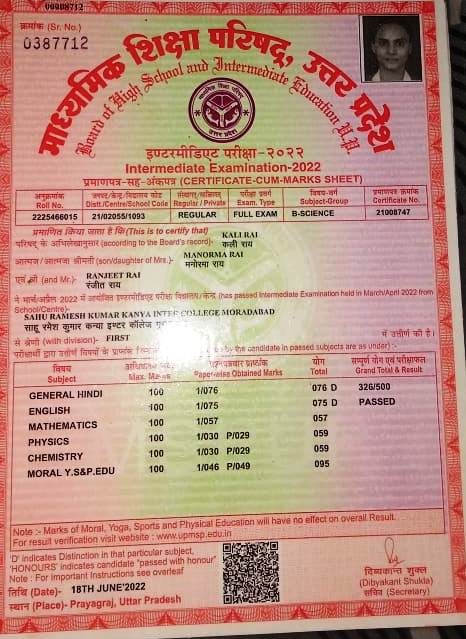 00008712
क्रमांक (Sr. No.)
0387712
माध्यमिक शिक्षा परिषद्, उत्तर प्रदेश
Board of High School and Intermediate Education U.P.
इण्टरमीडिएट परीक्षा-२०२२
Intermediate Examination-2022
प्रमाणपत्र-सह-अंकपत्र (CERTIFICATE-CUM-MARKS SHEET)
अनुक्रमांक जनपद/केन्द्र/विद्यालय कोड संस्थागत/व्यक्तिगत परीक्षा प्रवर्ग विषय-वर्ग प्रमाणपत्र क्रमांक
Roll No. Distt./Centre/School Code Regular / Private Exam. Type Subject-Group Certificate No.
2225466015 21/02055/1093 REGULAR FULL EXAM B-SCIENCE 21008747
प्रमाणित किया जाता है कि(This is to certify that) KALI RAI
परिषद् के अभिलेखानुसार (according to the Board's record)- कली राय
आत्मज / आत्मजा श्रीमती (son/daughter of Mrs.)- MANORMA RAI
मनोरमा राय
एवं श्री (and Mr.)- RANJEET RAI
रंजीत राय
ने मार्च/अप्रैल 2022 में आयोजित इण्टरमीडिएट परीक्षा विद्यालय/केन्द्र (has passed Intermediate Examination held in March/April-2022 from
School/Centre)-
SAHU RAMESH KUMAR KANYA INTER COLLEGE MORADABAD
साहू रमेश कुमार कन्या इण्टर कॉलेज
से श्रेणी (with division)- FIRST में उत्तीर्ण की है।
परीक्षार्थी द्वारा उत्तीर्ण विषयों के प्राप्तांक the candidate in passed subjects are as under) :-
विषय अधिकतम प्राप्तांक योग सम्पूर्ण योग एवं परीक्षाफल
Subject Max. Marks Paperwise Obtained Marks Total Grand Total & Result
GENERAL HINDI 100 1/076 076 D 326/500
ENGLISH 100 1/075 075 D PASSED
MATHEMATICS 100 1/057 057
PHYSICS 100 1/030 P/029 059
CHEMISTRY 100 1/030 P/029 059
MORAL Y.S&P.EDU 100 1/046 P/049 095
Note :- Marks of Moral, Yoga, Sports and Physical Education will have no effect on overall Result.
For result verification visit website : www.upmsp.edu.in
'D' indicates Distinction in that particular subject,
'HONOURS' indicates candidate "passed with honour"
Note : For Important Instructions see overleaf
तिथि (Date)- 18TH JUNE'2022
स्थान (Place)- Prayagraj, Uttar Pradesh
दिव्यकान्त शुक्ल
(Dibyakant Shukla)
सचिव (Secretary)